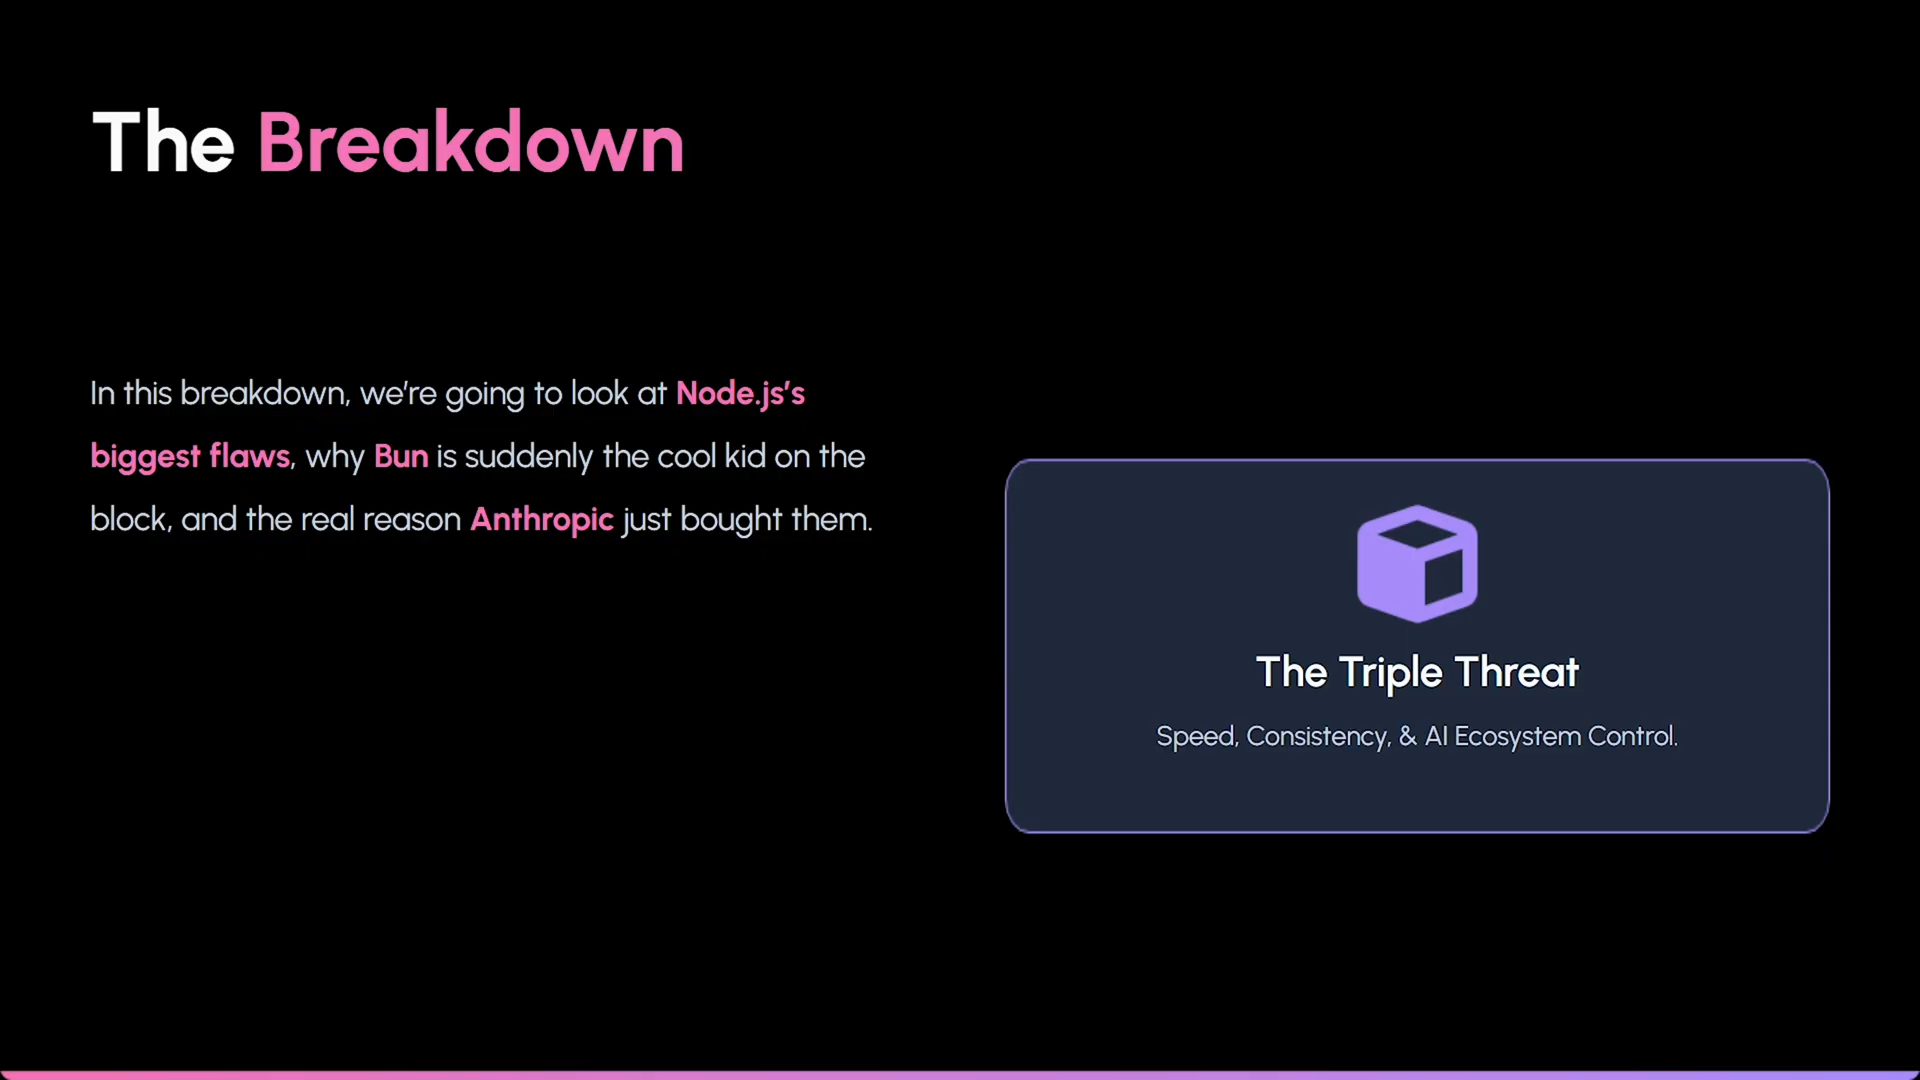 The Breakdown
In this breakdown, we're going to look at Node.js's
biggest flaws, why Bun is suddenly the cool kid on the
block, and the real reason Anthropic just bought them.
The Triple Threat
Speed, Consistency, & AI Ecosystem Control.